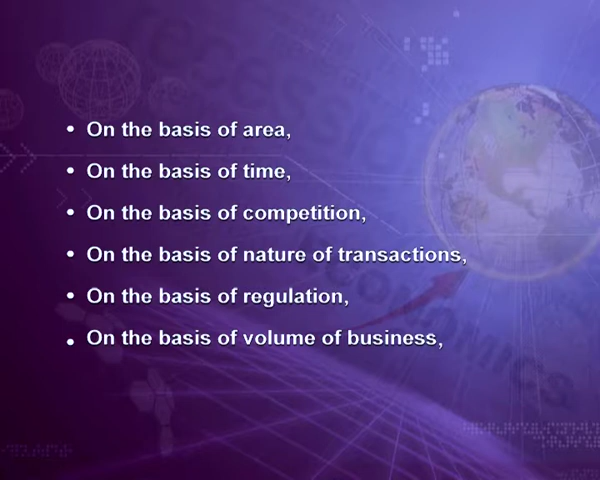 • On the basis of area,
• On the basis of time,
• On the basis of competition,
• On the basis of nature of transactions,
• On the basis of regulation,
• On the basis of volume of business,